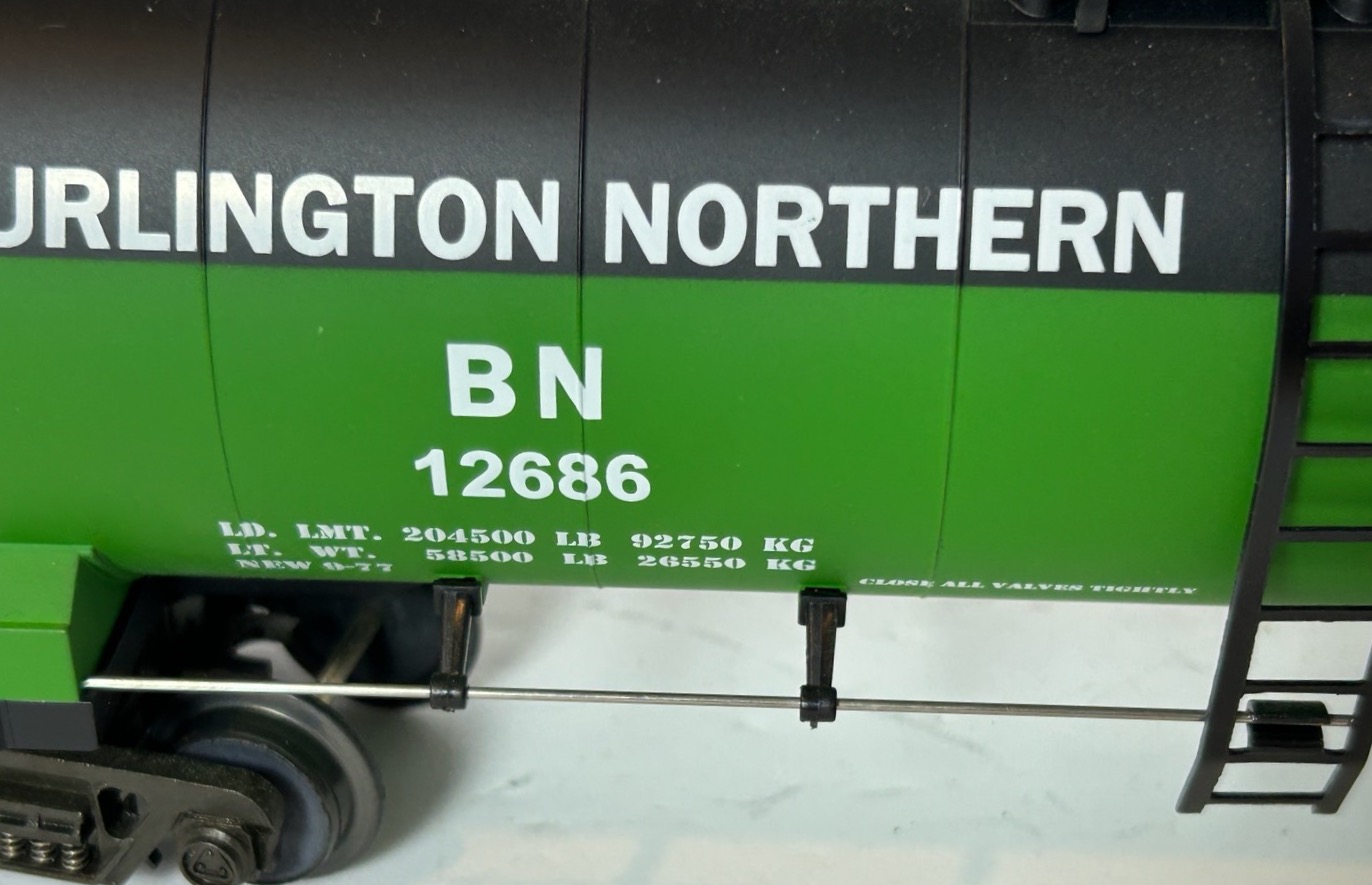 URLINGTON NORTHERN
BN
12686
LD. LMT. 204500 LB 92750 KG
LT. WT. 58500 LB 26550 KG
NEW 9-77
CLOSE ALL VALVES TIGHTLY